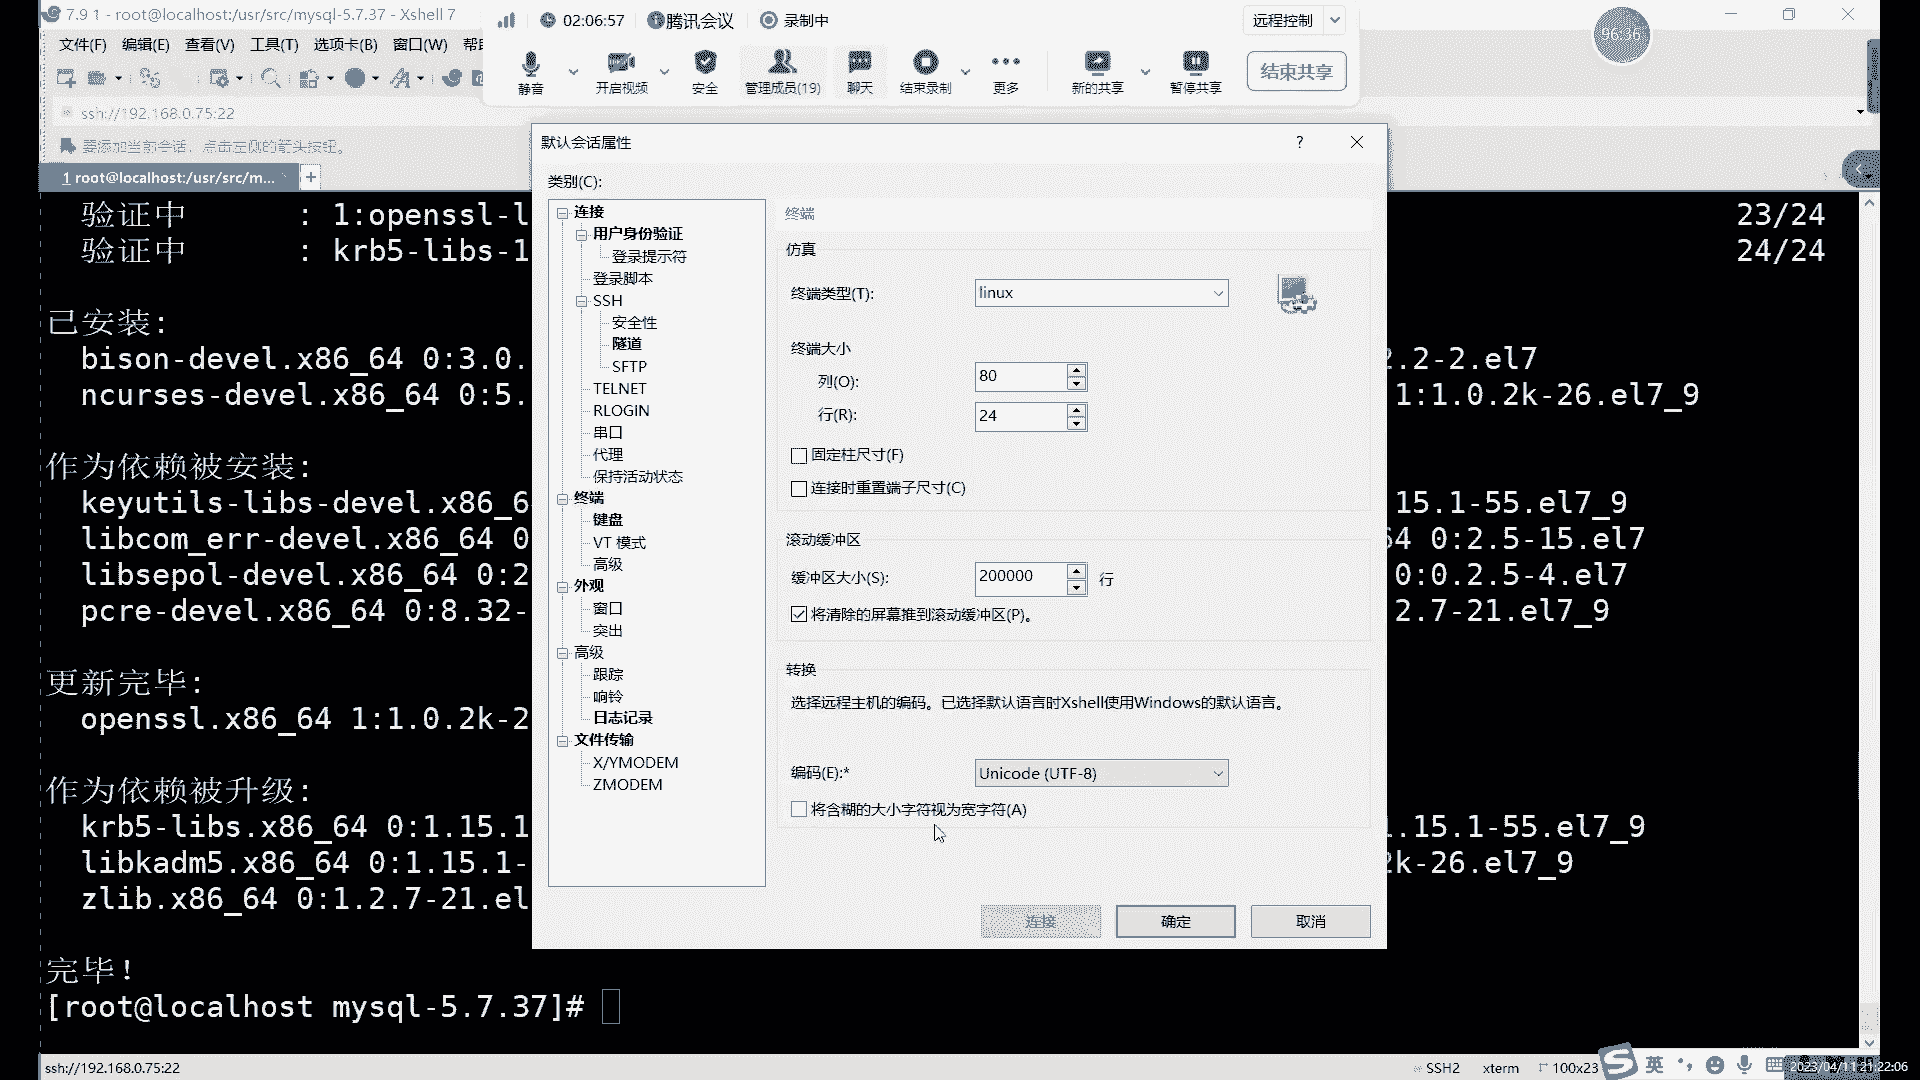 7.9 1 - root@localhost:/usr/src/mysql-5.7.37 - Xshell 7
02:06:57
腾讯会议
录制中
远程控制
96:36
文件(F) 编辑(E) 查看(V) 工具(T) 选项卡(B) 窗口(W)
静音
开启视频
安全
管理成员(19)
聊天
结束录制
更多
新的共享
暂停共享
结束共享
ssh://192.168.0.75:22
要添加当前会话，点击左侧的箭头按钮。
1 root@localhost:/usr/src/m...
验证中 : 1:openssl-l 23/24
验证中 : krb5-libs-1 24/24
已安装:
bison-devel.x86_64 0:3.0. 2.2-2.el7
ncurses-devel.x86_64 0:5. 1:1.0.2k-26.el7_9
作为依赖被安装:
keyutils-libs-devel.x86_6 15.1-55.el7_9
libcom_err-devel.x86_64 0 64 0:2.5-15.el7
libsepol-devel.x86_64 0:2 0:0.2.5-4.el7
pcre-devel.x86_64 0:8.32- 2.7-21.el7_9
更新完毕:
openssl.x86_64 1:1.0.2k-2
作为依赖被升级:
krb5-libs.x86_64 0:1.15.1 1.15.1-55.el7_9
libkadm5.x86_64 0:1.15.1- 2k-26.el7_9
zlib.x86_64 0:1.2.7-21.el
完毕！
[root@localhost mysql-5.7.37]#
默认会话属性
?
类别(C):
连接
用户身份验证
登录提示符
登录脚本
SSH
安全性
隧道
SFTP
TELNET
RLOGIN
串口
代理
保持活动状态
终端
键盘
VT 模式
高级
外观
窗口
突出
高级
跟踪
响铃
日志记录
文件传输
X/YMODEM
ZMODEM
终端
仿真
终端类型(T): linux
终端大小
列(O): 80
行(R): 24
固定柱尺寸(F)
连接时重置端子尺寸(C)
滚动缓冲区
缓冲区大小(S): 200000 行
将清除的屏幕推到滚动缓冲区(P)。
转换
选择远程主机的编码。已选择默认语言时Xshell使用Windows的默认语言。
编码(E):* Unicode (UTF-8)
将含糊的大小字符视为宽字符(A)
连接 确定 取消
ssh://192.168.0.75:22
SSH2 xterm 100x23
英
2023/04/11 21:22:06